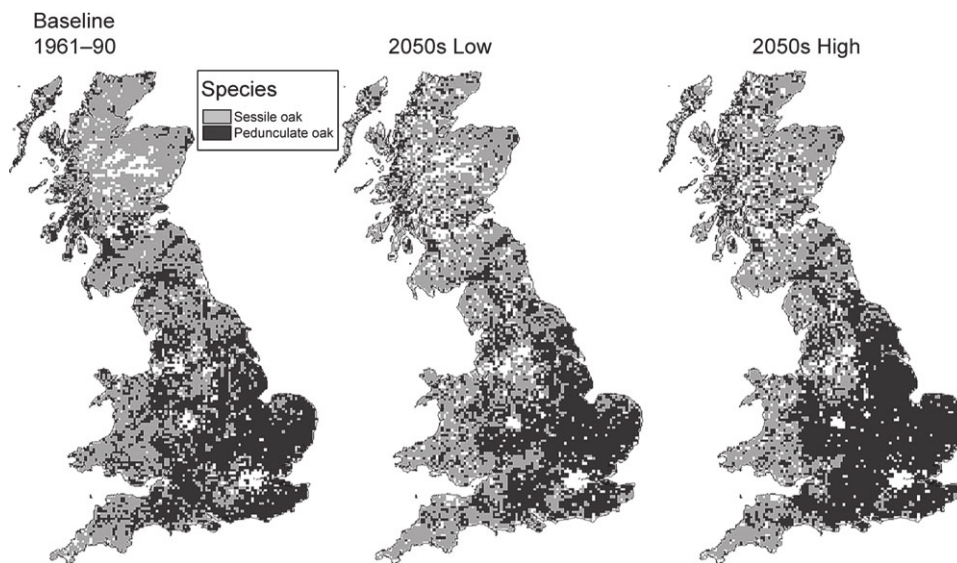 Baseline
1961–90
2050s Low
2050s High
Species
Sessile oak
Pedunculate oak